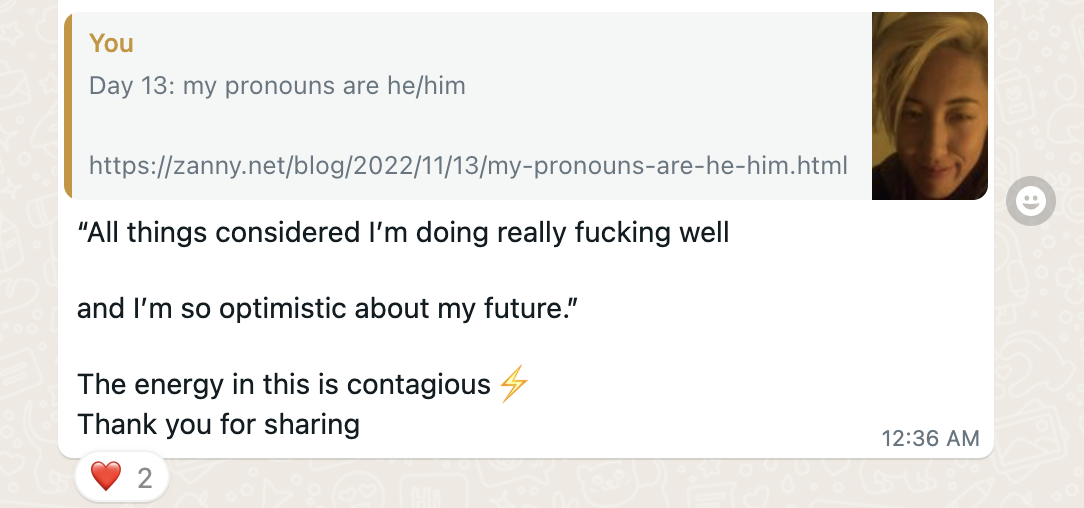 You
Day 13: my pronouns are he/him
https://zanny.net/blog/2022/11/13/my-pronouns-are-he-him.html
“All things considered I’m doing really fucking well
and I’m so optimistic about my future.”
The energy in this is contagious ⚡
Thank you for sharing
12:36 AM
❤️ 2